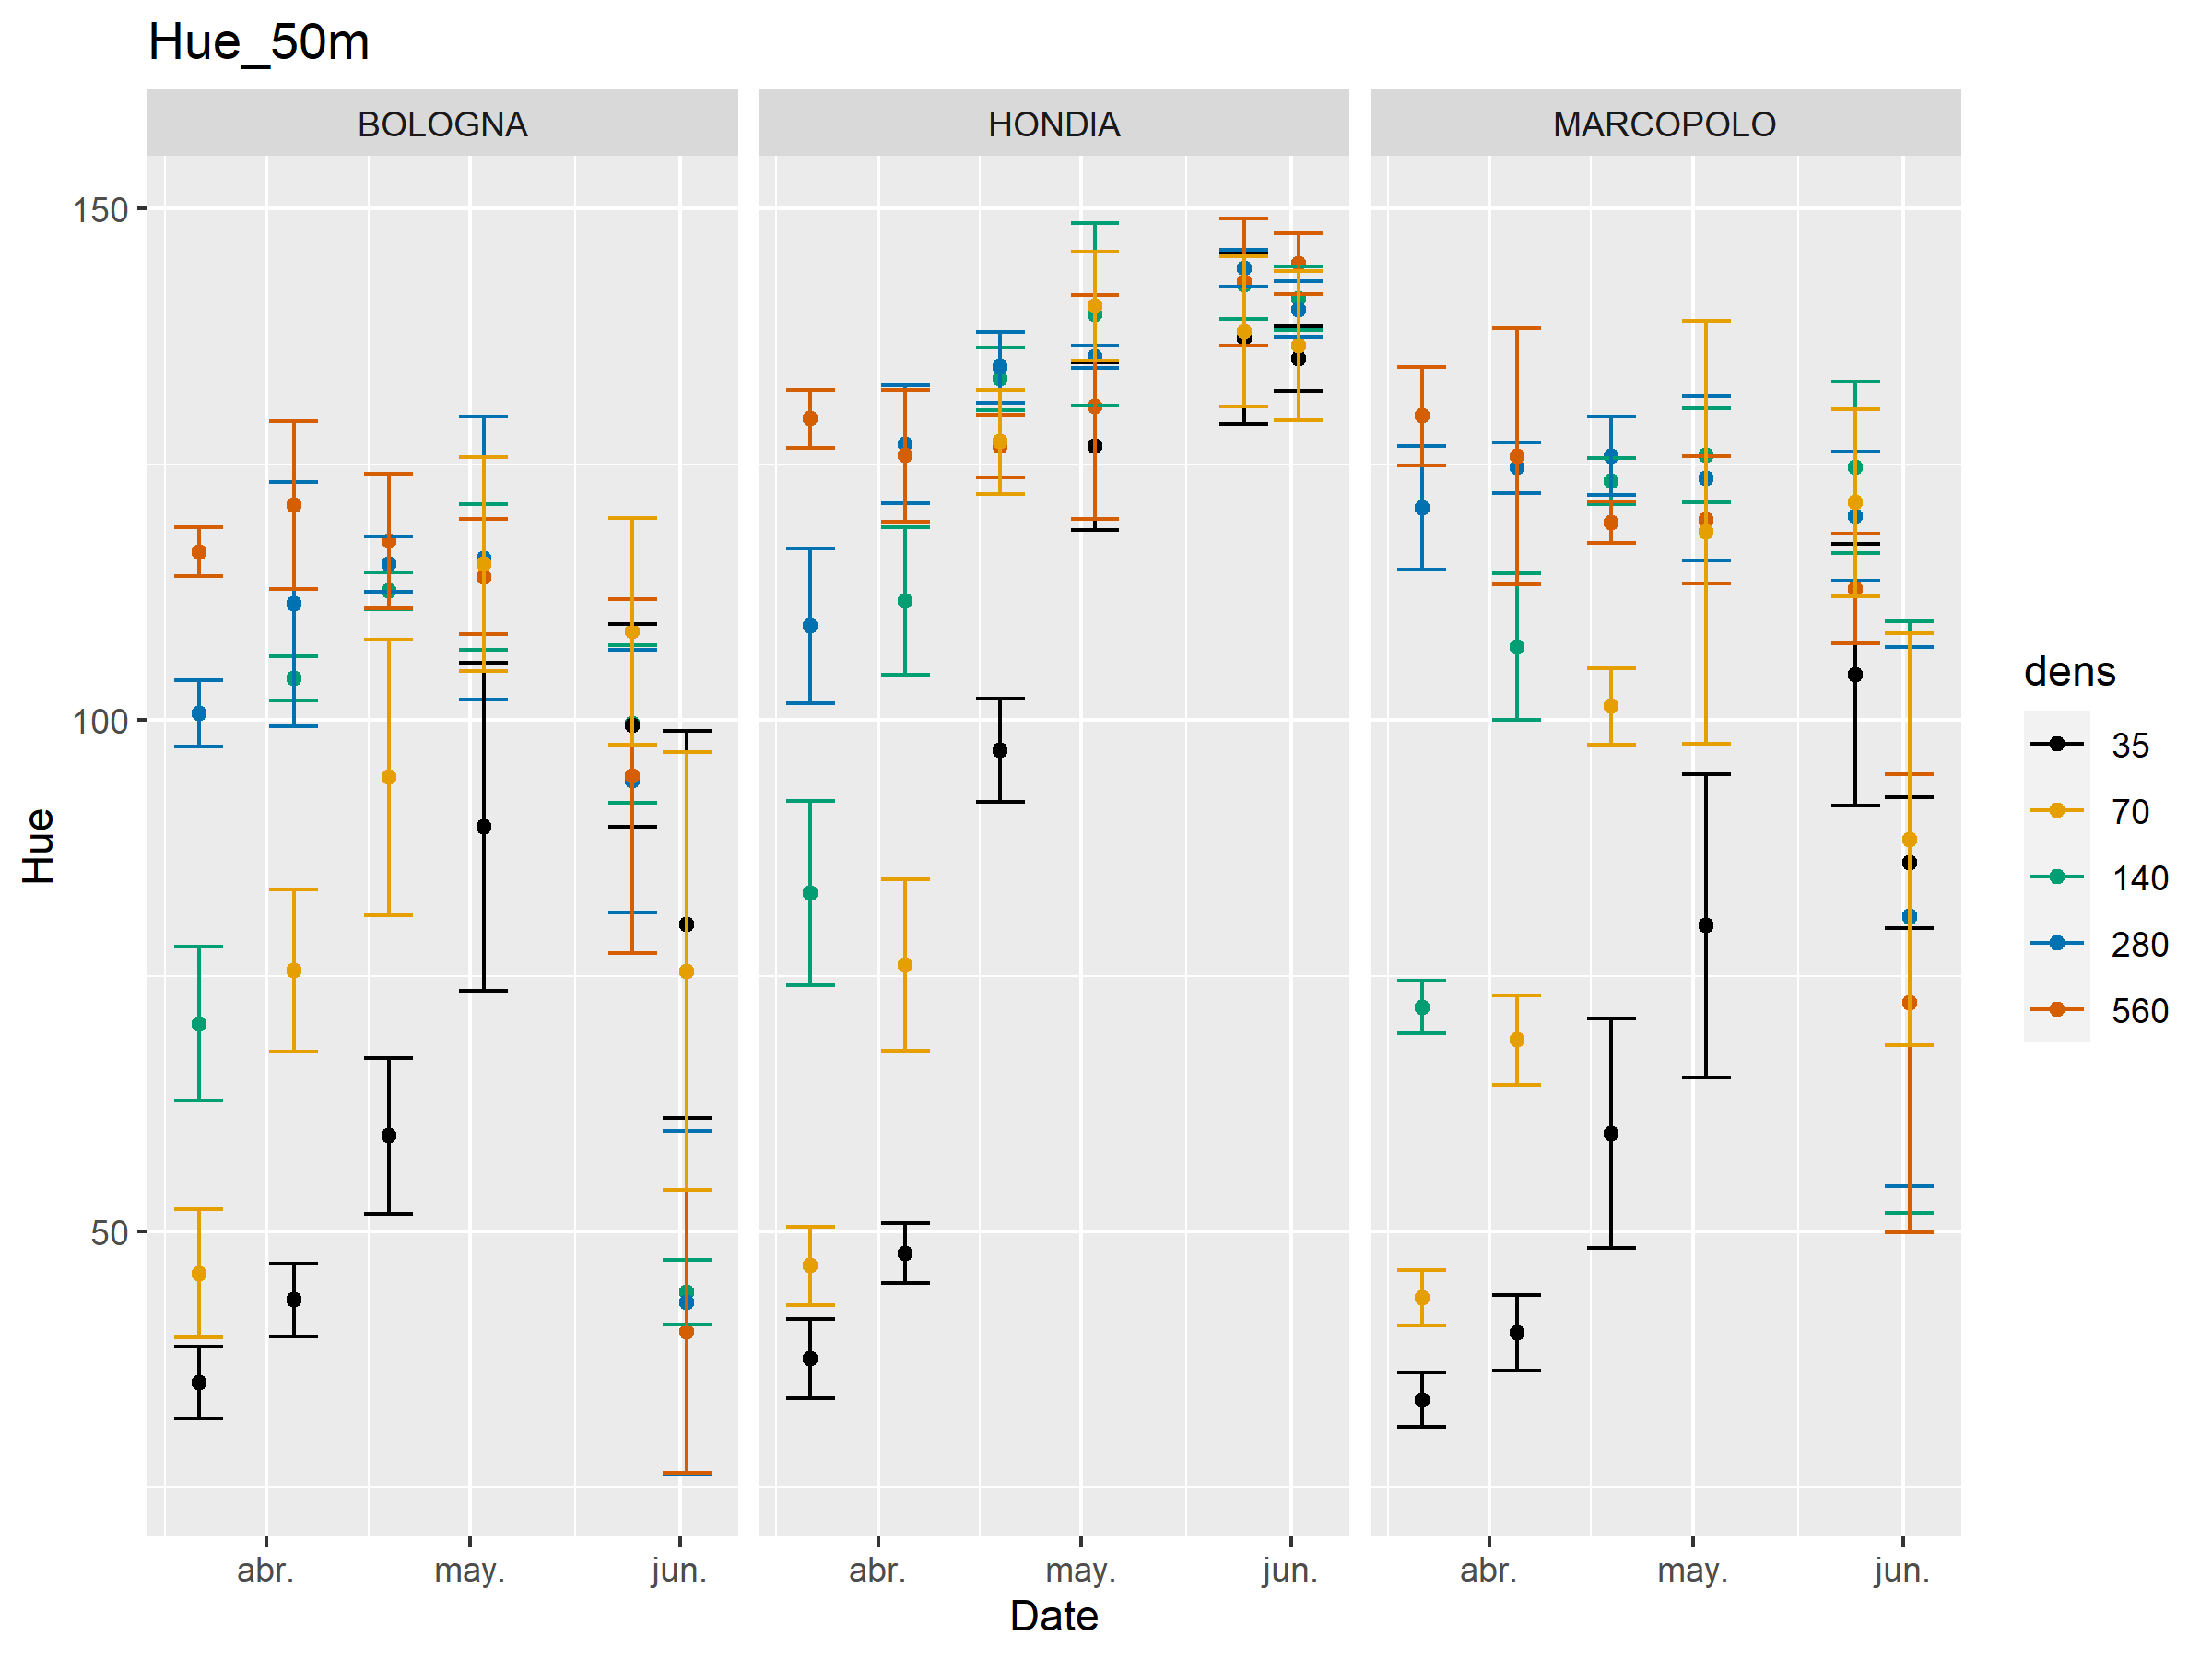 Hue_50m
BOLOGNA
HONDIA
MARCOPOLO
150
100
50
Hue
abr.
may.
jun.
abr.
may.
jun.
abr.
may.
jun.
Date
dens
35
70
140
280
560